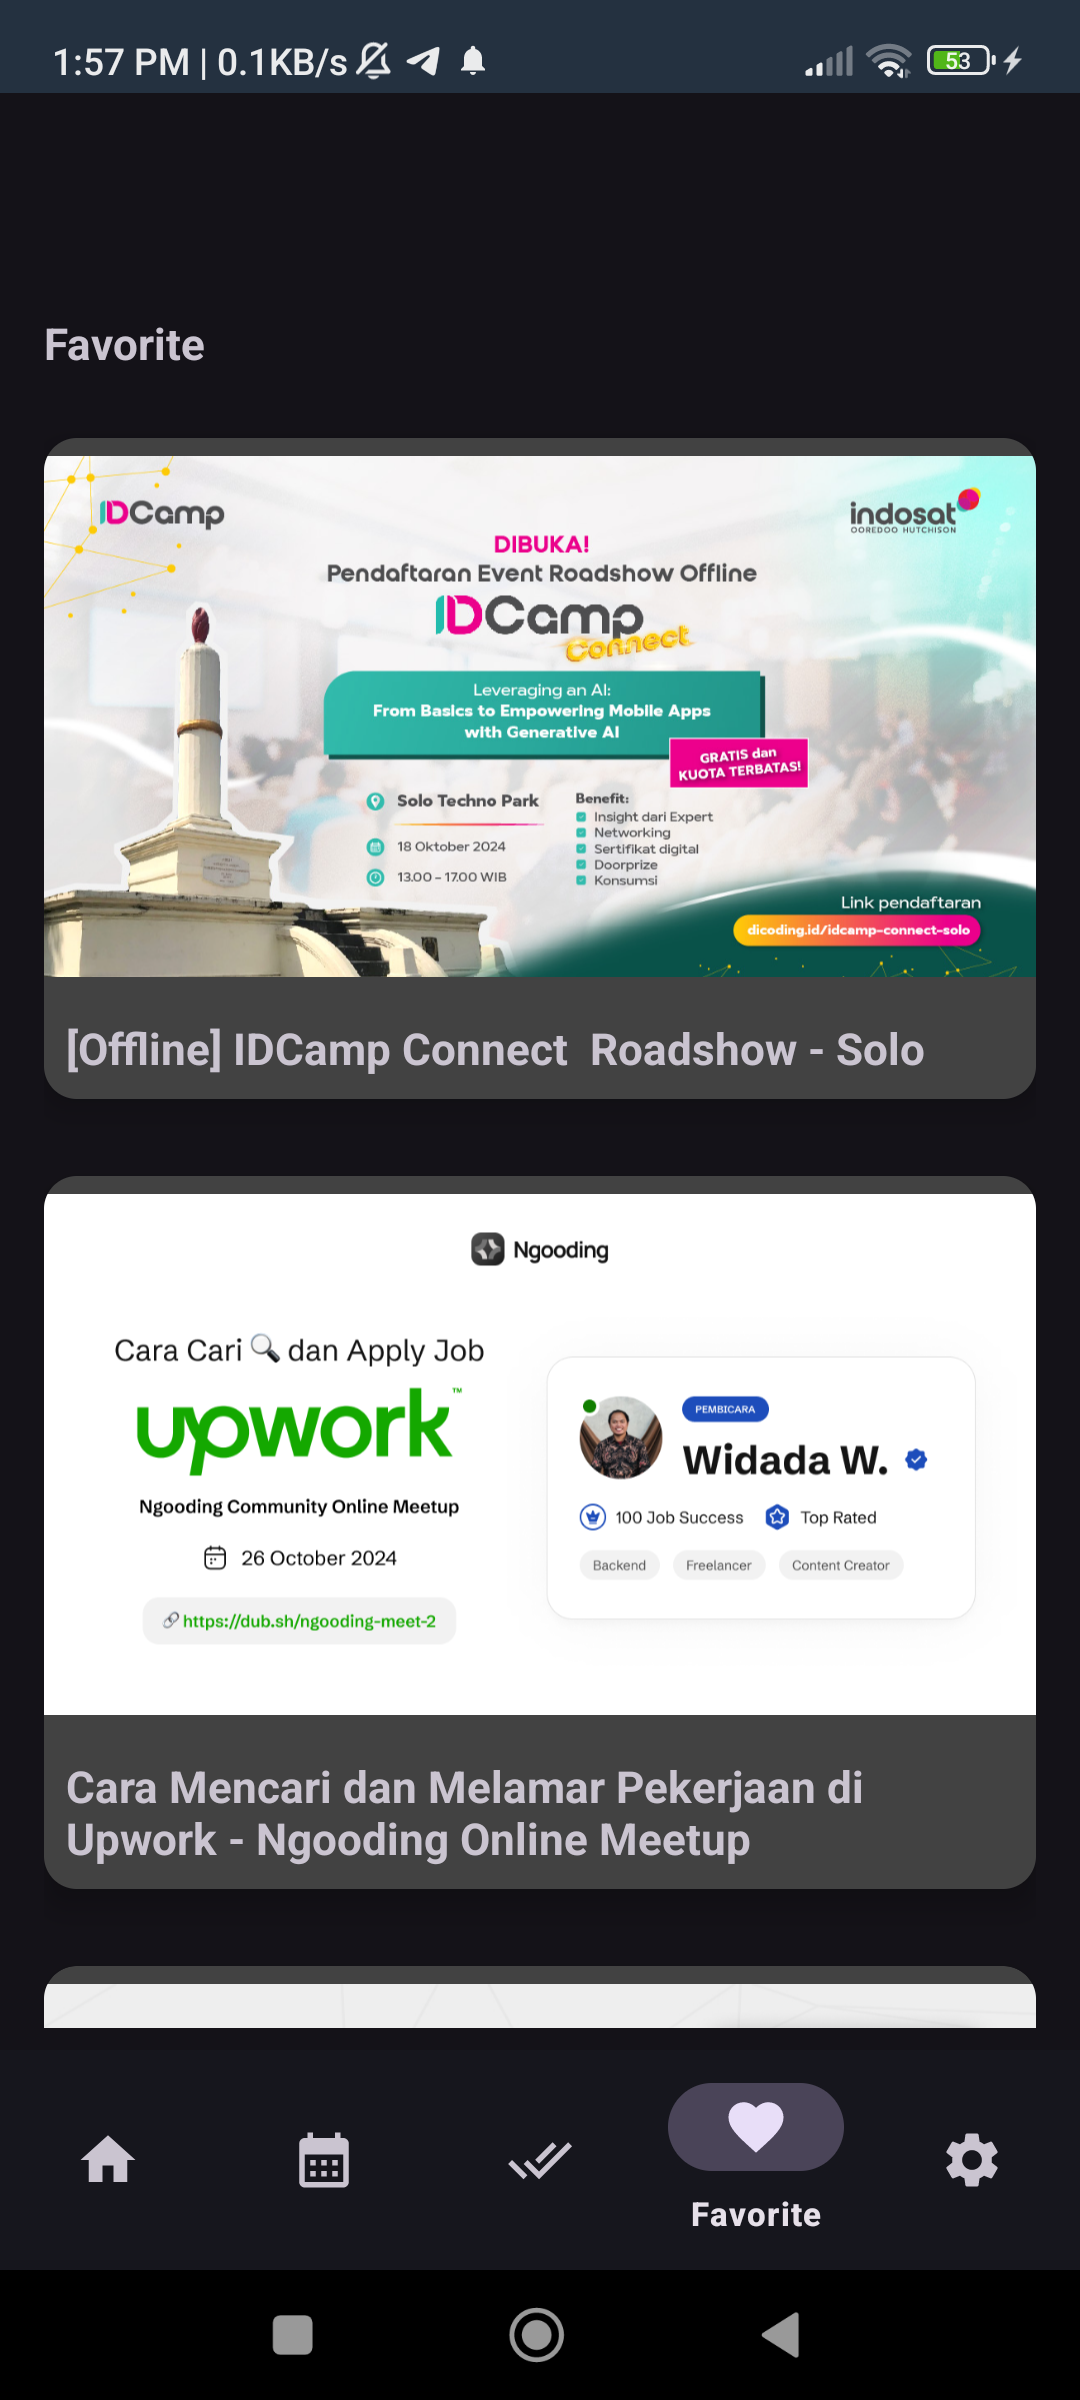 1:57 PM | 0.1KB/s
53
Favorite
IDCamp
indosat
OOREDOO HUTCHISON
DIBUKA!
Pendaftaran Event Roadshow Offline
IDCamp
Connect
Leveraging an AI:
From Basics to Empowering Mobile Apps
with Generative AI
GRATIS dan
KUOTA TERBATAS!
Solo Techno Park
18 Oktober 2024
13.00 - 17.00 WIB
Benefit:
Insight dari Expert
Networking
Sertifikat digital
Doorprize
Konsumsi
Link pendaftaran
dicoding.id/idcamp-connect-solo
[Offline] IDCamp Connect  Roadshow - Solo
Ngooding
Cara Cari 🔍 dan Apply Job
upwork™
Ngooding Community Online Meetup
26 October 2024
🔗 https://dub.sh/ngooding-meet-2
PEMBICARA
Widada W.
100 Job Success
Top Rated
Backend
Freelancer
Content Creator
Cara Mencari dan Melamar Pekerjaan di
Upwork - Ngooding Online Meetup
Favorite